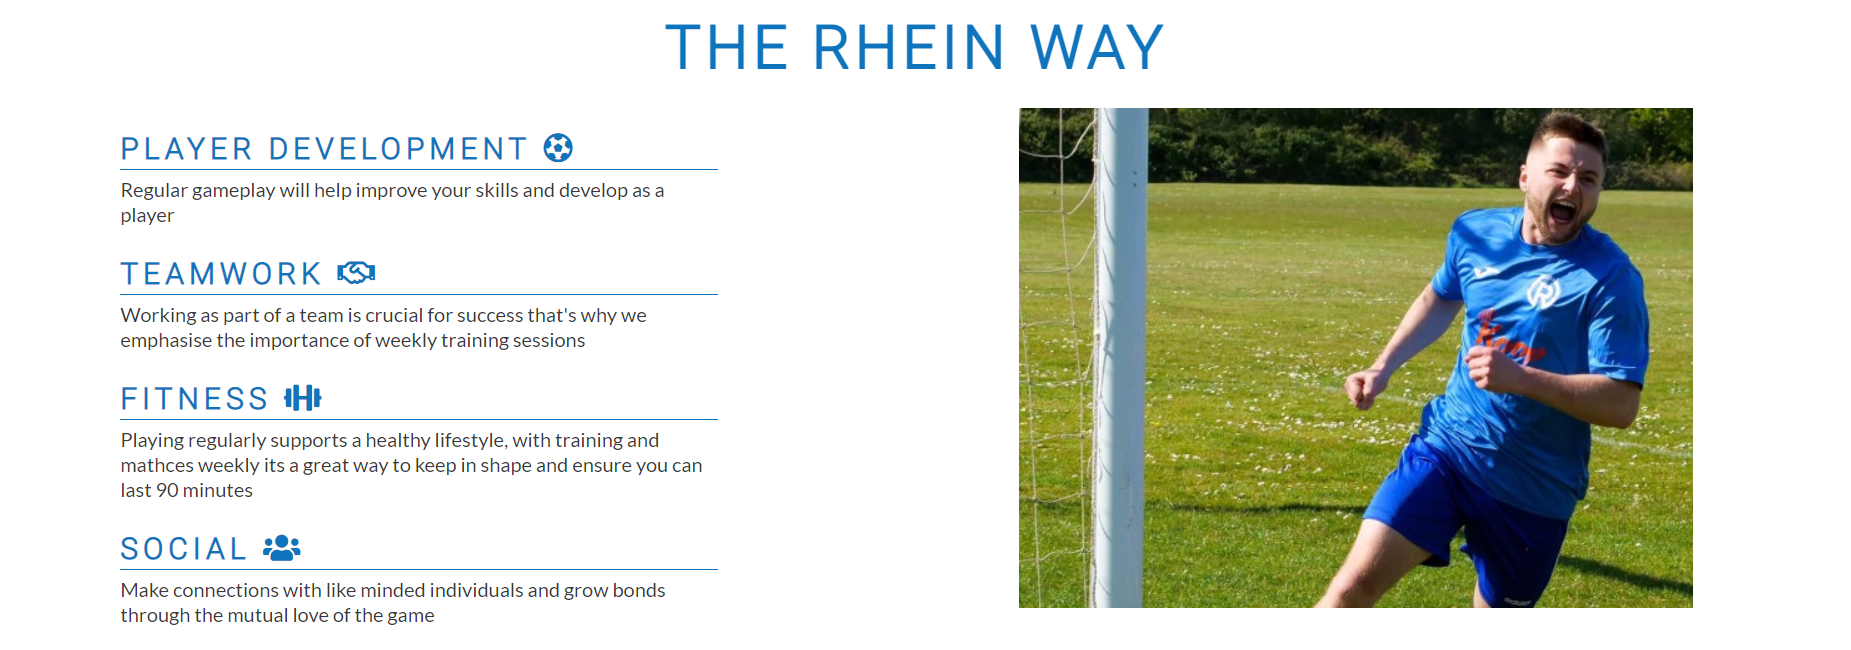 THE RHEIN WAY
PLAYER DEVELOPMENT
Regular gameplay will help improve your skills and develop as a
player
TEAMWORK
Working as part of a team is crucial for success that's why we
emphasise the importance of weekly training sessions
FITNESS
Playing regularly supports a healthy lifestyle, with training and
mathces weekly its a great way to keep in shape and ensure you can
last 90 minutes
SOCIAL
Make connections with like minded individuals and grow bonds
through the mutual love of the game